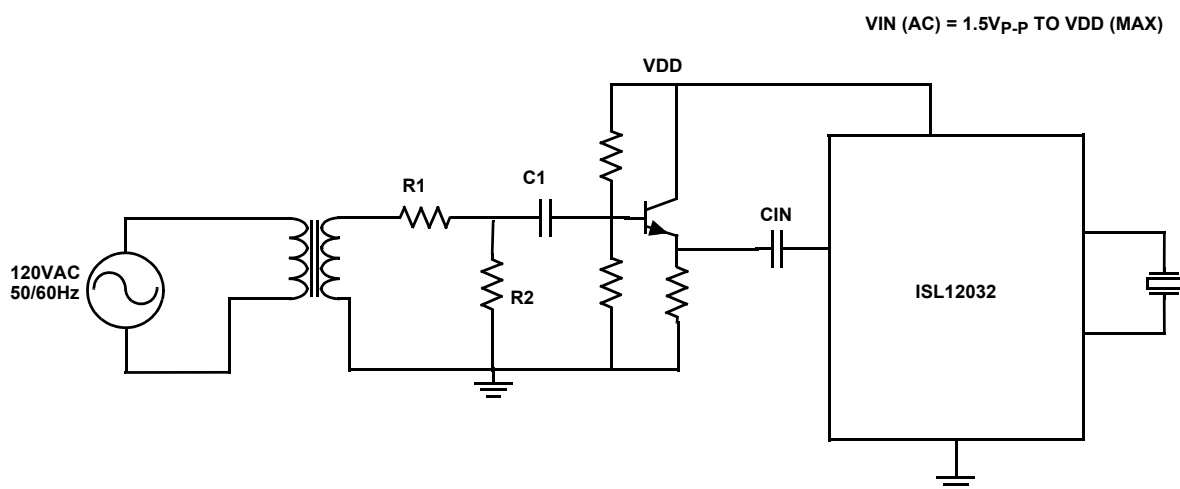 VIN (AC) = 1.5VP-P TO VDD (MAX)
VDD
R1
C1
CIN
120VAC
50/60Hz
R2
ISL12032